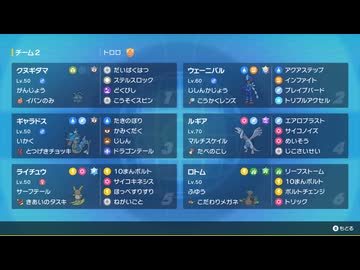 チーム2
トロロ
クヌギダマ
Lv.50
がんじょう
イバンのみ
だいばくはつ
ステルスロック
どくびし
こうそくスピン
1
ウェーニバル
Lv.60
じしんかじょう
こうかくレンズ
アクアステップ
インファイト
ブレイブバード
トリプルアクセル
2
ギャラドス
Lv.50
いかく
とつげきチョッキ
たきのぼり
かみくだく
じしん
ドラゴンテール
3
ルギア
Lv.70
マルチスケイル
たべのこし
エアロブラスト
サイコノイズ
めいそう
じこさいせい
4
ライチュウ
Lv.50
サーフテール
きあいのタスキ
10まんボルト
サイコキネシス
ほっぺすりすり
ねがいごと
5
ロトム
Lv.50
ふゆう
こだわりメガネ
リーフストーム
10まんボルト
ボルトチェンジ
トリック
6
もどる